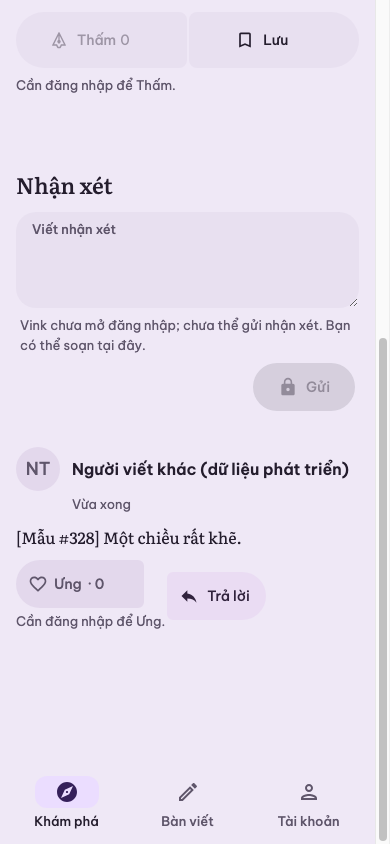 Thấm 0
Lưu
Cần đăng nhập để Thấm.
Nhận xét
Viết nhận xét
Vink chưa mở đăng nhập; chưa thể gửi nhận xét. Bạn
có thể soạn tại đây.
Gửi
NT
Người viết khác (dữ liệu phát triển)
Vừa xong
[Mẫu #328] Một chiều rất khẽ.
Ưng · 0
Trả lời
Cần đăng nhập để Ưng.
Khám phá
Bàn viết
Tài khoản